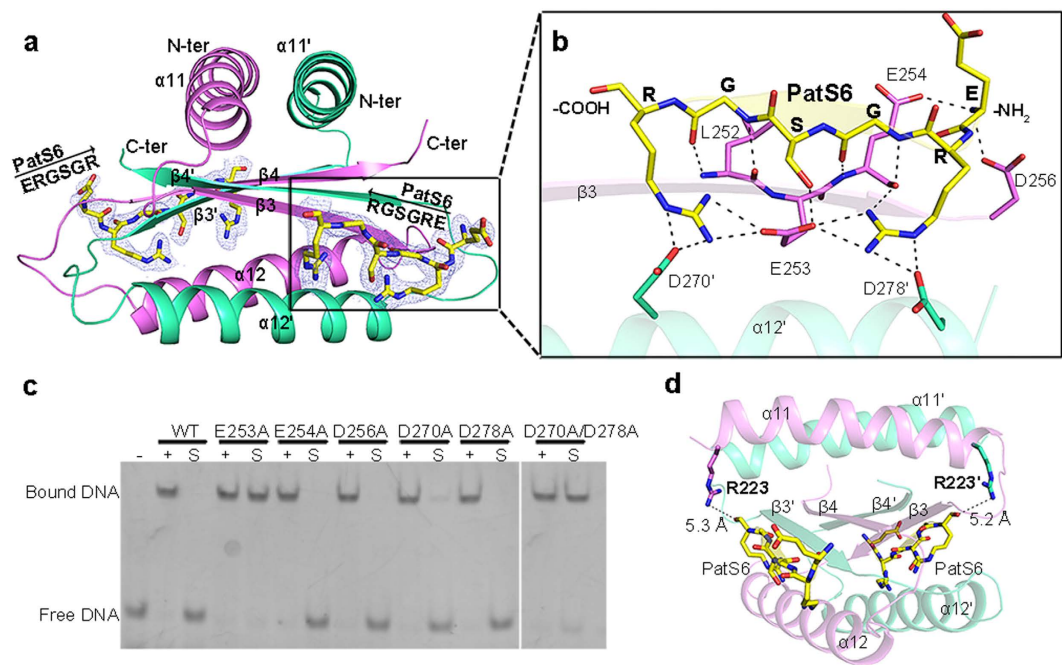 a
N-ter
α11'
α11
N-ter
C-ter
C-ter
PatS6
ERGSGR
β4
β4'
PatS6
RGSGRE
β3
β3'
α12
α12'
b
E254
E
G
PatS6
R
-COOH
G
-NH2
L252
S
R
D256
β3
E253
D270'
D278'
α12'
c
WT E253A E254A D256A D270A D278A D270A/D278A
- + S + S + S + S + S + S + S
Bound DNA
Free DNA
d
α11'
α11
R223
R223'
β3' β4 β4' β3
5.3 Å
5.2 Å
PatS6
PatS6
α12'
α12